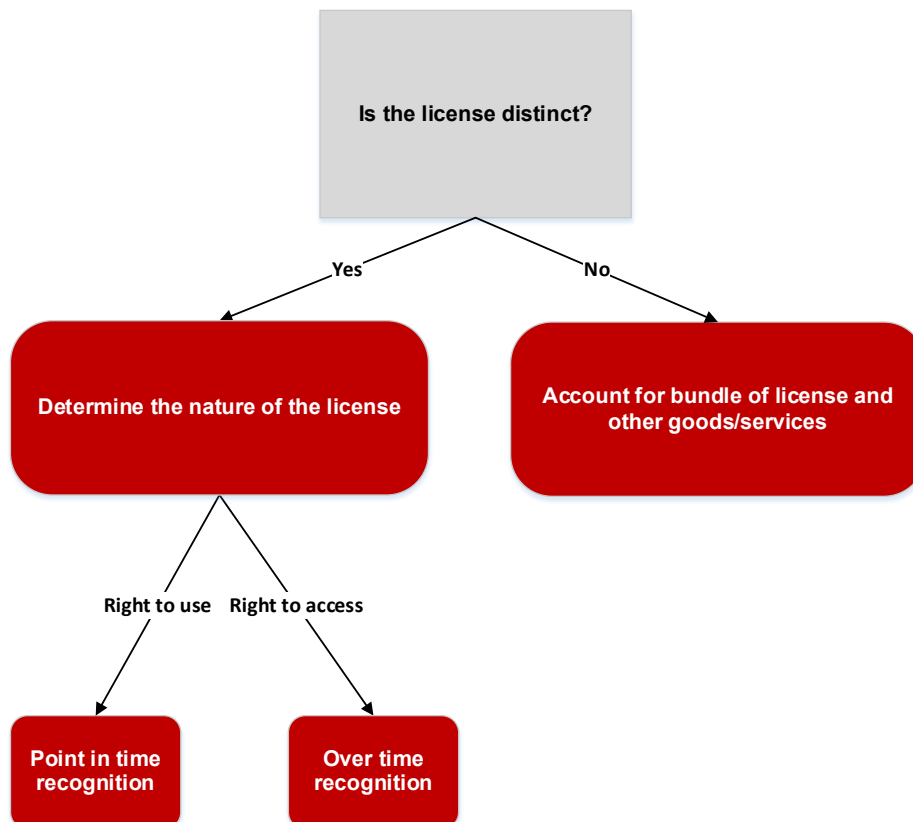 Is the license distinct?
Yes
No
Determine the nature of the license
Account for bundle of license and
other goods/services
Right to use
Right to access
Point in time
recognition
Over time
recognition